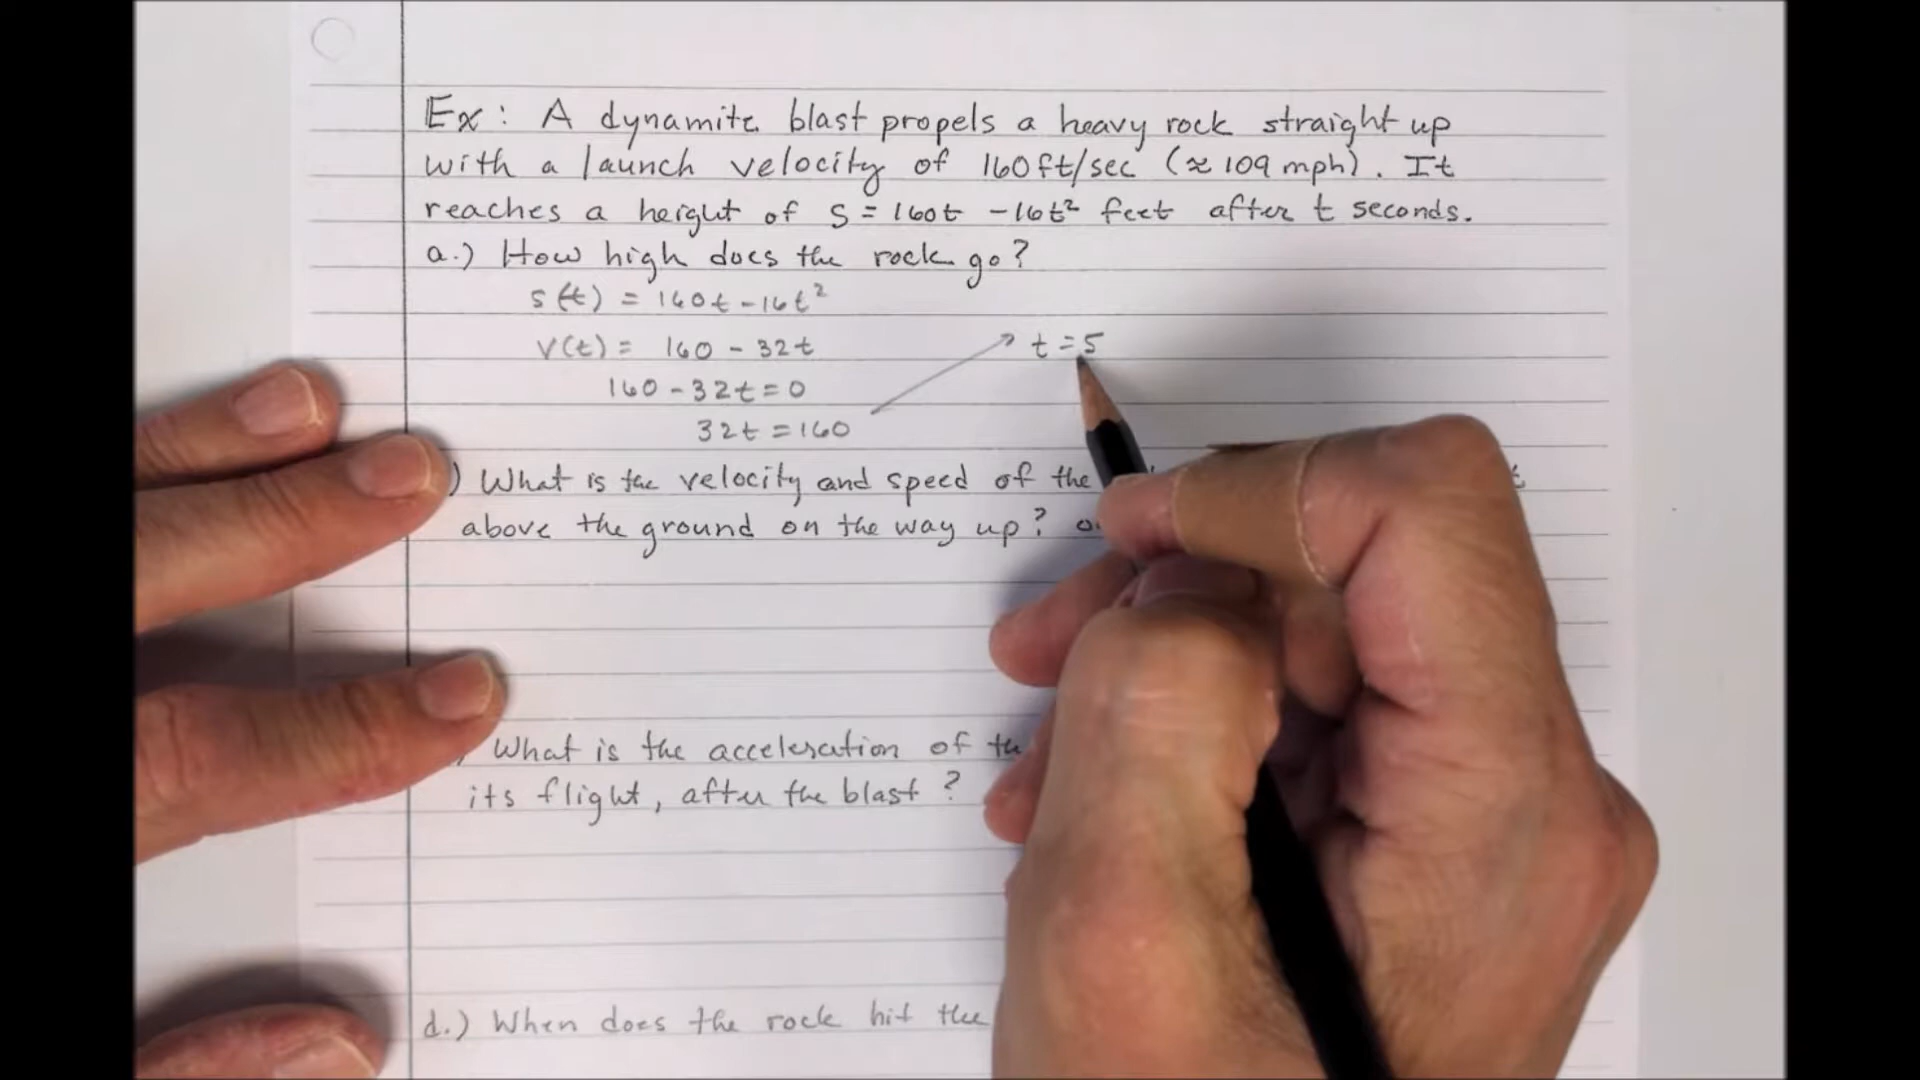 Ex: A dynamite blast propels a heavy rock straight up
with a launch velocity of 160ft/sec (≈ 109 mph). It
reaches a height of s = 160t - 16t² feet after t seconds.
a.) How high does the rock go?
s(t) = 160t - 16t²
v(t) = 160 - 32t
t = 5
160 - 32t = 0
32t = 160
) What is the velocity and speed of the
above the ground on the way up?
What is the acceleration of
its flight, after the blast?
d.) When does the rock hit the